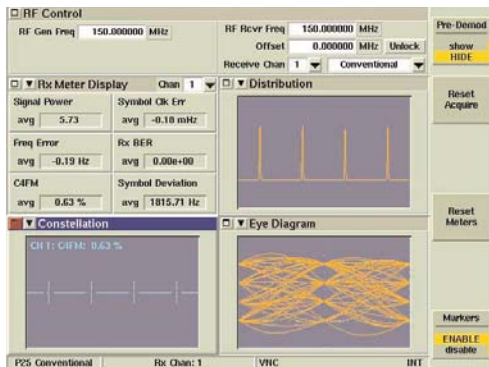 RF Control
RF Gen Freq 150.000000 MHz
RF Rcvr Freq 150.000000 MHz
Offset 0.000000 MHz Unlock
Receive Chan 1 Conventional
Pre-Demod
show
HIDE
Rx Meter Display Chan 1
Distribution
Signal Power Symbol Clk Err
avg 5.73 avg -0.18 mHz
Freq Error Rx BER
avg -0.19 Hz avg 0.00e+00
C4FM Symbol Deviation
avg 0.63 % avg 1815.71 Hz
Reset
Acquire
Reset
Meters
Constellation
CH 1: C4FM: 0.63 %
Eye Diagram
Markers
ENABLE
disable
P25 Conventional Rx Chan: 1 VNC INT